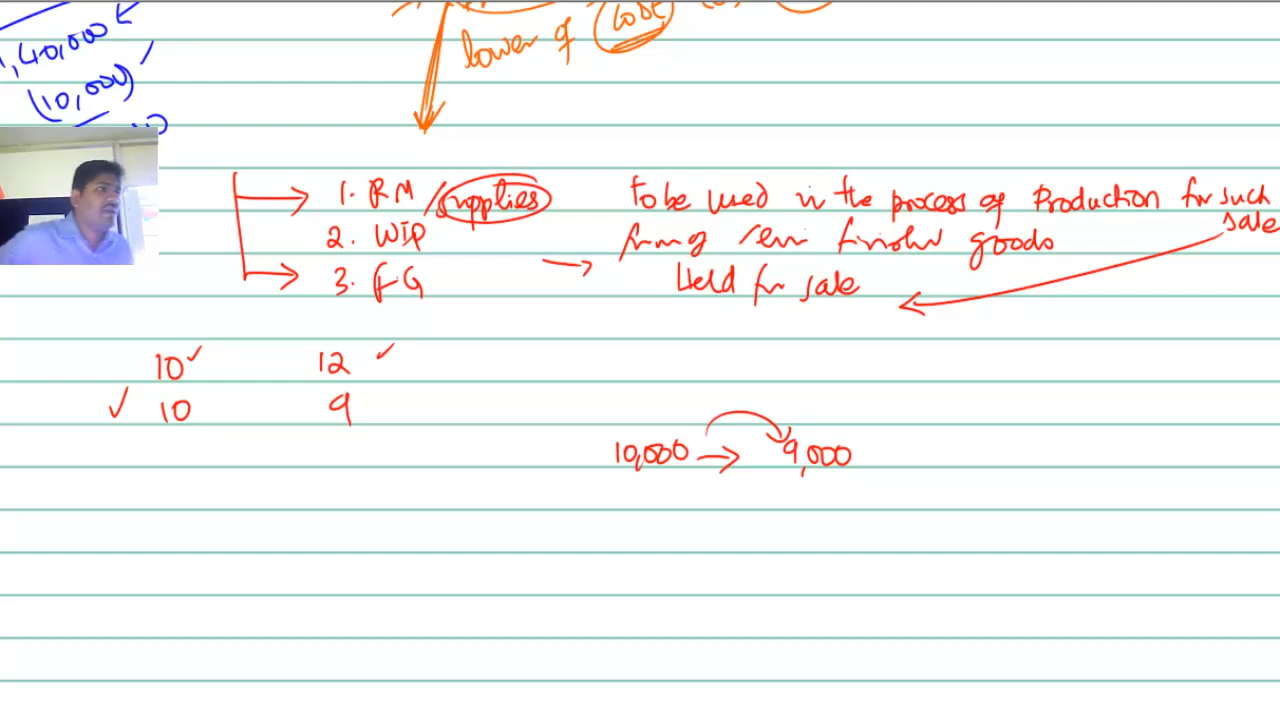 1,40,000
(10,000)
lower of cost
1. RM/supplies to be used in the process of Production for such sale
2. WIP form of semi finished goods
3. FG → Held for sale
10✓ 12 ✓
✓ 10 9
10,000 → 9,000